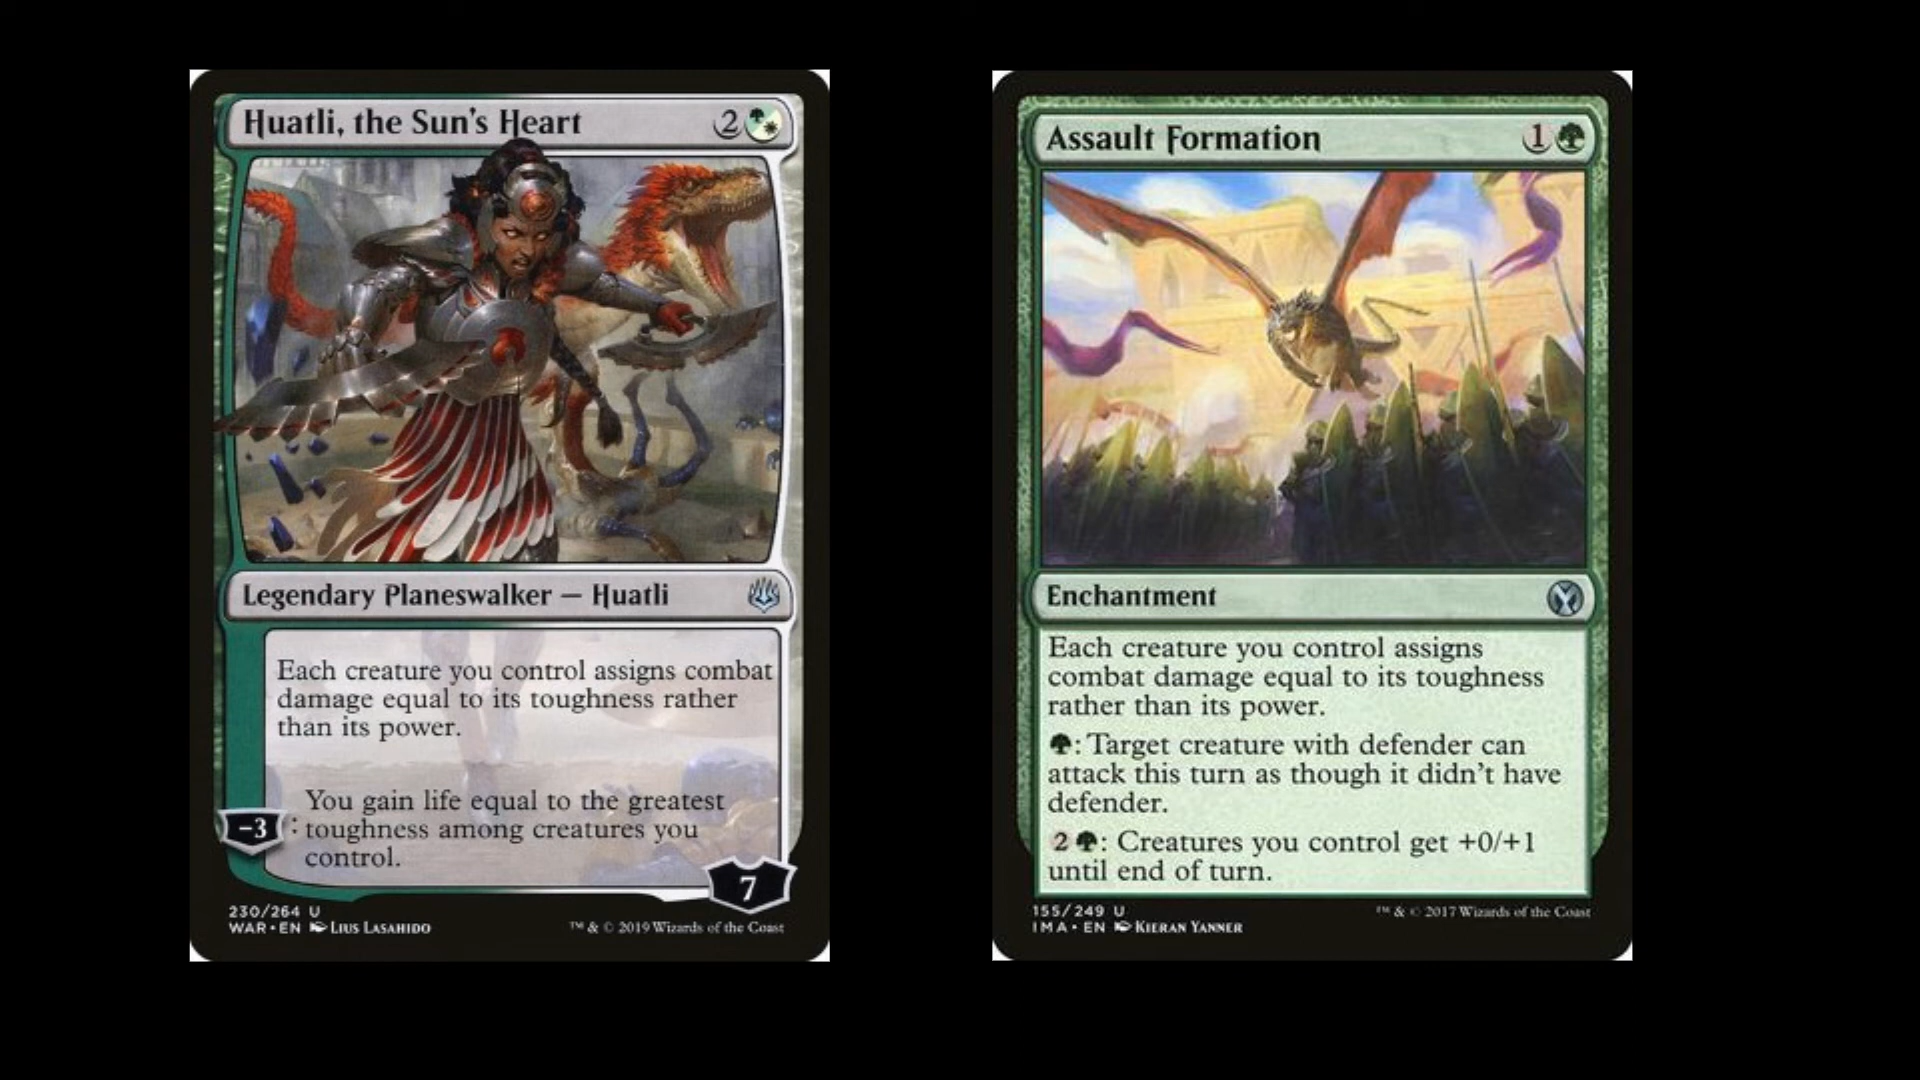 Huatli, the Sun's Heart
2
Legendary Planeswalker — Huatli
Each creature you control assigns combat
damage equal to its toughness rather
than its power.
-3 : You gain life equal to the greatest
toughness among creatures you
control.
7
230/264 U
WAR • EN Lius Lasahido
™ & © 2019 Wizards of the Coast
Assault Formation
1
Enchantment
Each creature you control assigns
combat damage equal to its toughness
rather than its power.
: Target creature with defender can
attack this turn as though it didn't have
defender.
2 : Creatures you control get +0/+1
until end of turn.
155/249 U
IMA • EN Kieran Yanner
™ & © 2017 Wizards of the Coast